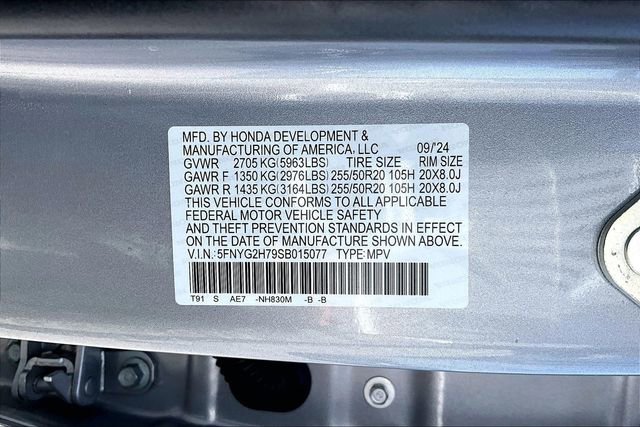 MFD. BY HONDA DEVELOPMENT &
MANUFACTURING OF AMERICA, LLC 09/'24
GVWR 2705 KG(5963LBS) TIRE SIZE RIM SIZE
GAWR F 1350 KG(2976LBS) 255/50R20 105H 20X8.0J
GAWR R 1435 KG(3164LBS) 255/50R20 105H 20X8.0J
THIS VEHICLE CONFORMS TO ALL APPLICABLE
FEDERAL MOTOR VEHICLE SAFETY
AND THEFT PREVENTION STANDARDS IN EFFECT
ON THE DATE OF MANUFACTURE SHOWN ABOVE.
V.I.N.: 5FNYG2H79SB015077 TYPE: MPV
T91 S AE7 -NH830M -B -B